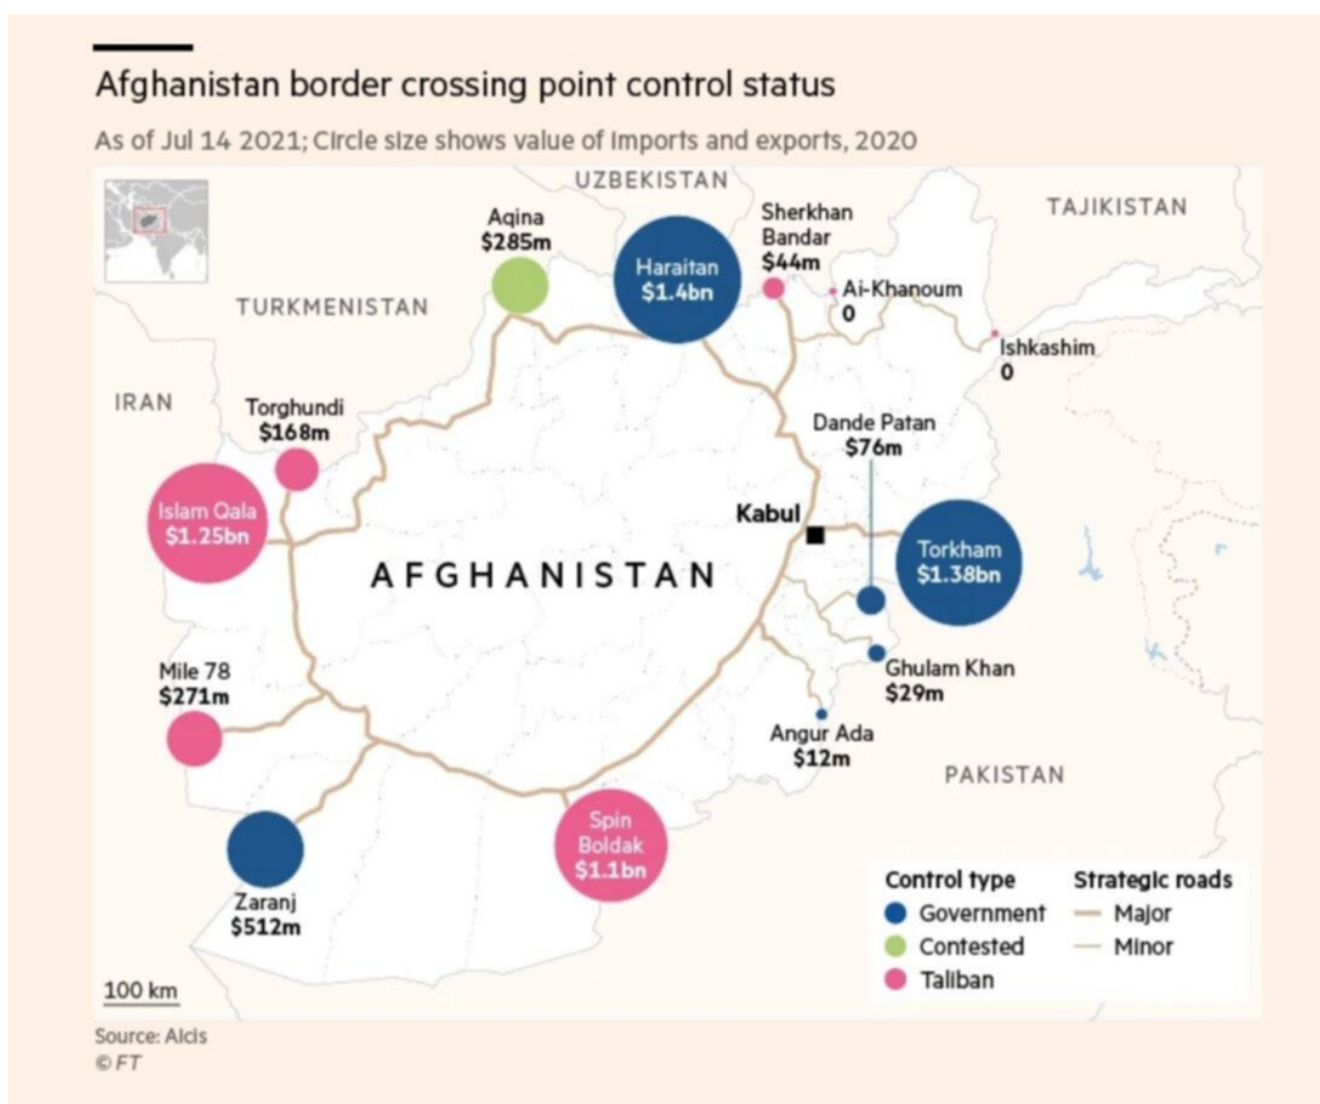 Afghanistan border crossing point control status
As of Jul 14 2021; Circle size shows value of imports and exports, 2020
UZBEKISTAN
TAJIKISTAN
Aqina
$285m
Haraitan
$1.4bn
Sherkhan
Bandar
$44m
Ai-Khanoum
0
TURKMENISTAN
Ishkashim
0
IRAN
Torghundi
$168m
Dande Patan
$76m
Islam Qala
$1.25bn
Kabul
Torkham
$1.38bn
AFGHANISTAN
Mile 78
$271m
Ghulam Khan
$29m
Angur Ada
$12m
PAKISTAN
Spin
Boldak
$1.1bn
Zaranj
$512m
Control type
Government
Contested
Taliban
Strategic roads
Major
Minor
100 km
Source: Alcis
© FT